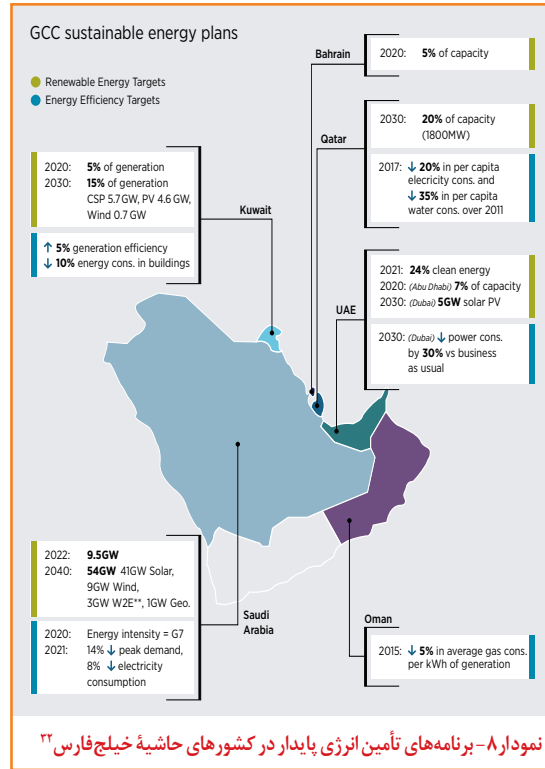 GCC sustainable energy plans
Renewable Energy Targets
Energy Efficiency Targets
Bahrain
2020: 5% of capacity
Qatar
2030: 20% of capacity
(1800MW)
2017: ↓ 20% in per capita
elecricity cons. and
↓ 35% in per capita
water cons. over 2011
Kuwait
2020: 5% of generation
2030: 15% of generation
CSP 5.7 GW, PV 4.6 GW,
Wind 0.7 GW
↑ 5% generation efficiency
↓ 10% energy cons. in buildings
UAE
2021: 24% clean energy
2020: (Abu Dhabi) 7% of capacity
2030: (Dubai) 5GW solar PV
2030: (Dubai) ↓ power cons.
by 30% vs business
as usual
Saudi
Arabia
2022: 9.5GW
2040: 54GW 41GW Solar,
9GW Wind,
3GW W2E**, 1GW Geo.
2020: Energy intensity = G7
2021: 14% ↓ peak demand,
8% ↓ electricity
consumption
Oman
2015: ↓ 5% in average gas cons.
per kWh of generation
نمودار۸- برنامه‌های تأمین انرژی پایدار در کشورهای حاشیهٔ خلیج‌فارس۳۲